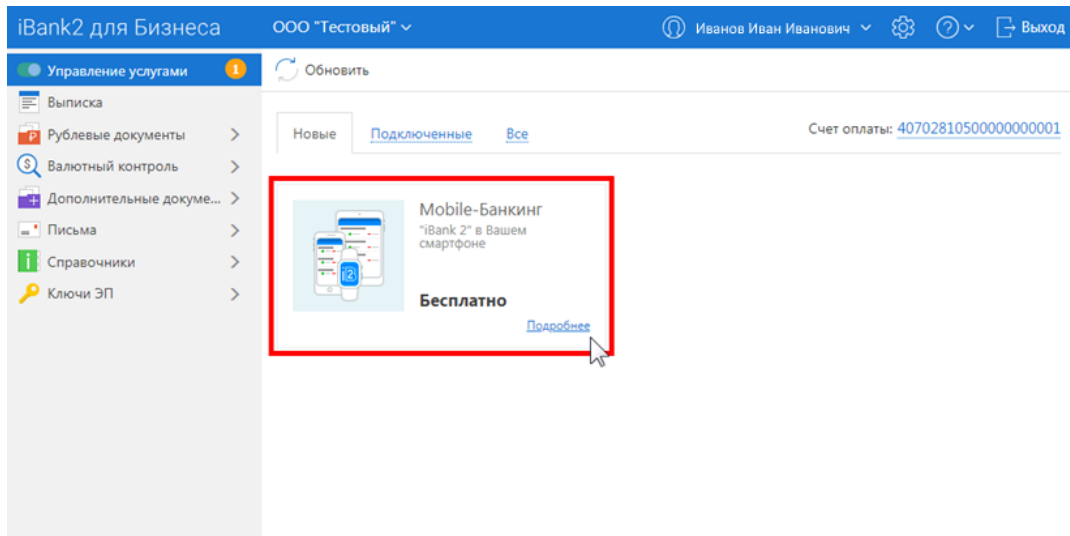 iBank2 для Бизнеса
ООО "Тестовый"
Иванов Иван Иванович
Выход
Управление услугами
1
Обновить
Выписка
Рублевые документы
Валютный контроль
Дополнительные докуме...
Письма
Справочники
Ключи ЭП
Новые
Подключенные
Все
Счет оплаты: 40702810500000000001
Mobile-Банкинг
"iBank 2" в Вашем
смартфоне
Бесплатно
Подробнее